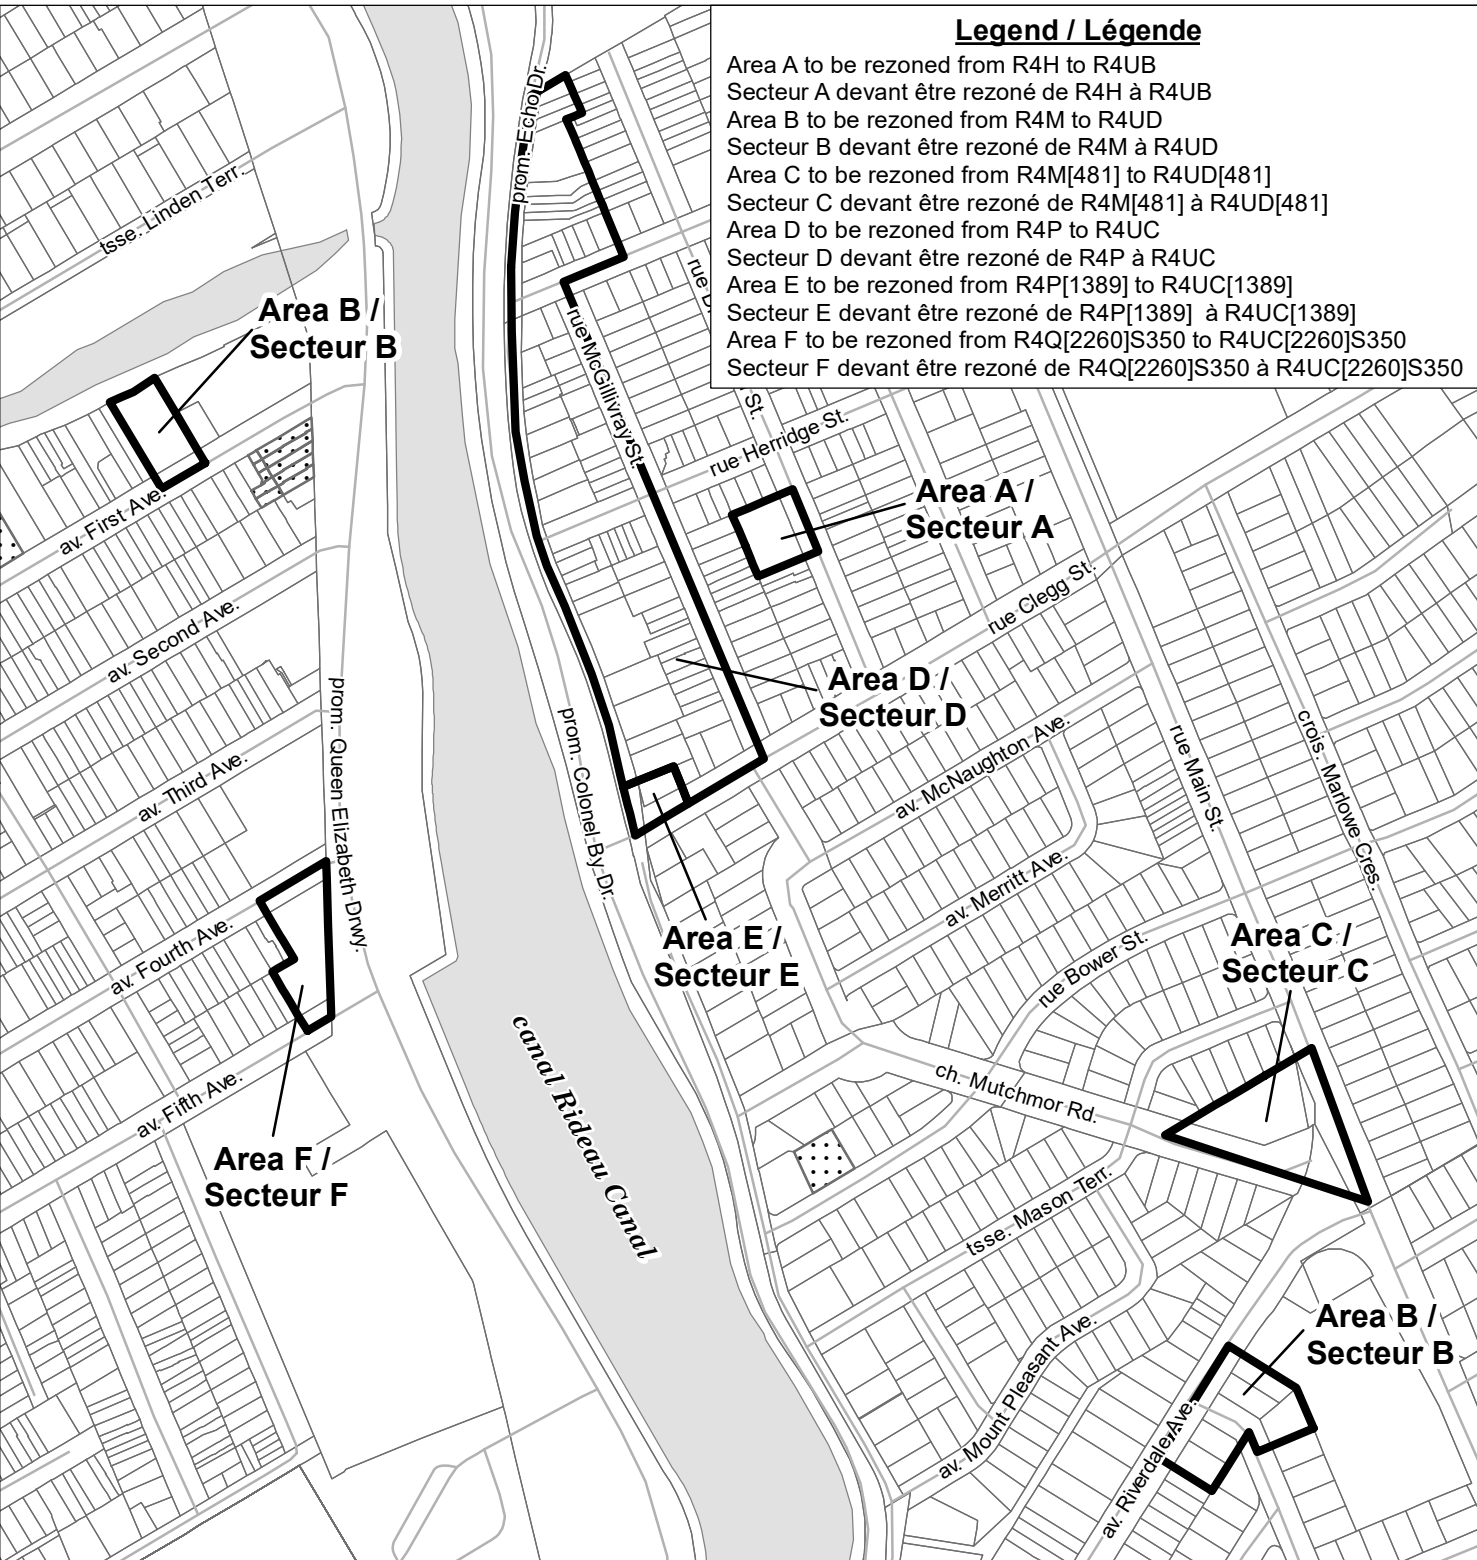 Legend / Légende
Area A to be rezoned from R4H to R4UB
Secteur A devant être rezoné de R4H à R4UB
Area B to be rezoned from R4M to R4UD
Secteur B devant être rezoné de R4M à R4UD
Area C to be rezoned from R4M[481] to R4UD[481]
Secteur C devant être rezoné de R4M[481] à R4UD[481]
Area D to be rezoned from R4P to R4UC
Secteur D devant être rezoné de R4P à R4UC
Area E to be rezoned from R4P[1389] to R4UC[1389]
Secteur E devant être rezoné de R4P[1389] à R4UC[1389]
Area F to be rezoned from R4Q[2260]S350 to R4UC[2260]S350
Secteur F devant être rezoné de R4Q[2260]S350 à R4UC[2260]S350
prom. Echo Dr.
tsse. Linden Terr.
rue D
St.
Area B /
Secteur B
rue McGillivray St.
rue Herridge St.
av. First Ave.
Area A /
Secteur A
av. Second Ave.
rue Clegg St.
Area D /
Secteur D
prom. Queen Elizabeth Drwy.
prom. Colonel By Dr.
av. Third Ave.
av. McNaughton Ave.
rue Main St.
crois. Marlowe Cres.
av. Merritt Ave.
av. Fourth Ave.
Area E /
Secteur E
rue Bower St.
Area C /
Secteur C
canal Rideau Canal
ch. Mutchmor Rd.
av. Fifth Ave.
Area F /
Secteur F
tsse. Mason Terr.
av. Mount Pleasant Ave.
Area B /
Secteur B
av. Riverdale Ave.